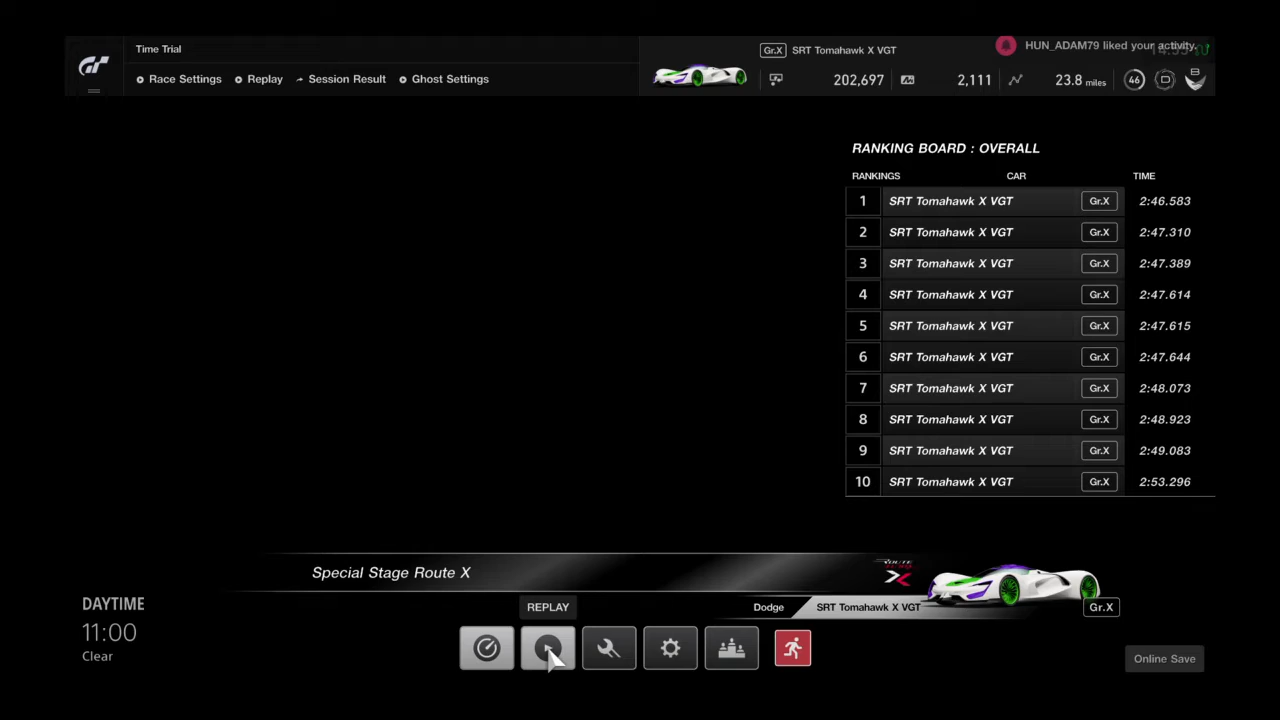 Time Trial
Race Settings Replay Session Result Ghost Settings
Gr.X SRT Tomahawk X VGT
HUN_ADAM79 liked your activity.
202,697 2,111 23.8 miles 46 D B
RANKING BOARD : OVERALL
RANKINGS CAR TIME
1 SRT Tomahawk X VGT Gr.X 2:46.583
2 SRT Tomahawk X VGT Gr.X 2:47.310
3 SRT Tomahawk X VGT Gr.X 2:47.389
4 SRT Tomahawk X VGT Gr.X 2:47.614
5 SRT Tomahawk X VGT Gr.X 2:47.615
6 SRT Tomahawk X VGT Gr.X 2:47.644
7 SRT Tomahawk X VGT Gr.X 2:48.073
8 SRT Tomahawk X VGT Gr.X 2:48.923
9 SRT Tomahawk X VGT Gr.X 2:49.083
10 SRT Tomahawk X VGT Gr.X 2:53.296
Special Stage Route X
DAYTIME
11:00
Clear
REPLAY
Dodge SRT Tomahawk X VGT Gr.X
Online Save